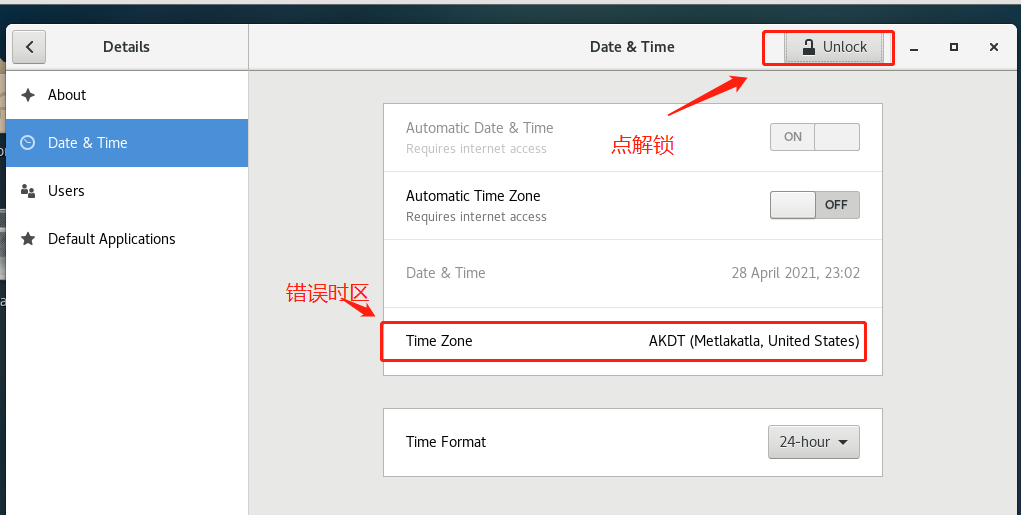 Details
Date & Time
Unlock
About
Date & Time
Users
Default Applications
Automatic Date & Time
Requires internet access
ON
点解锁
Automatic Time Zone
Requires internet access
OFF
Date & Time
28 April 2021, 23:02
错误时区
Time Zone
AKDT (Metlakatla, United States)
Time Format
24-hour